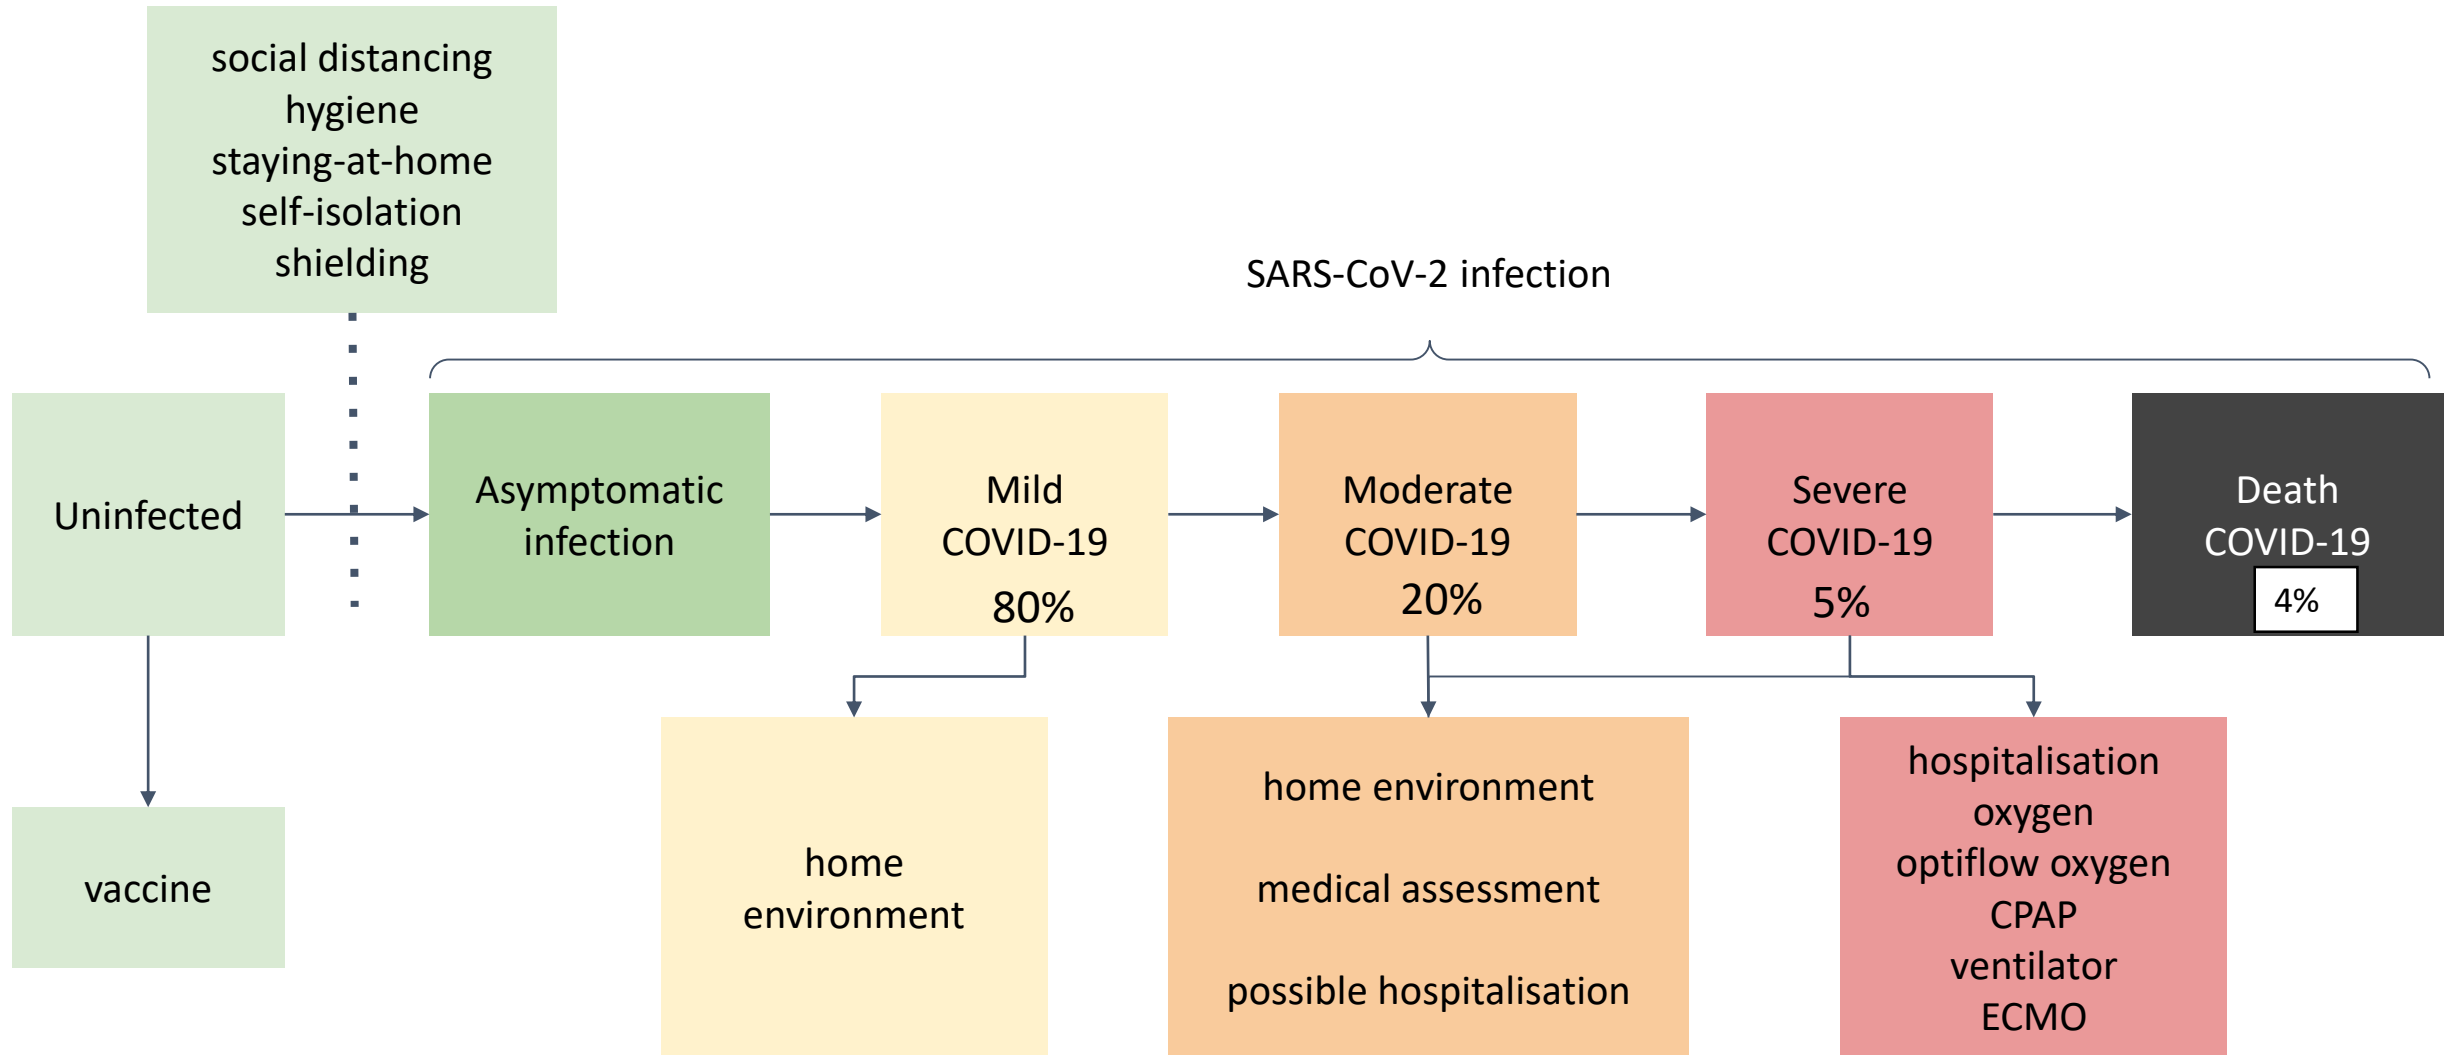 social distancing
hygiene
staying-at-home
self-isolation
shielding
SARS-CoV-2 infection
Uninfected
Asymptomatic
infection
Mild
COVID-19
80%
Moderate
COVID-19
20%
Severe
COVID-19
5%
Death
COVID-19
4%
vaccine
home
environment
home environment
medical assessment
possible hospitalisation
hospitalisation
oxygen
optiflow oxygen
CPAP
ventilator
ECMO